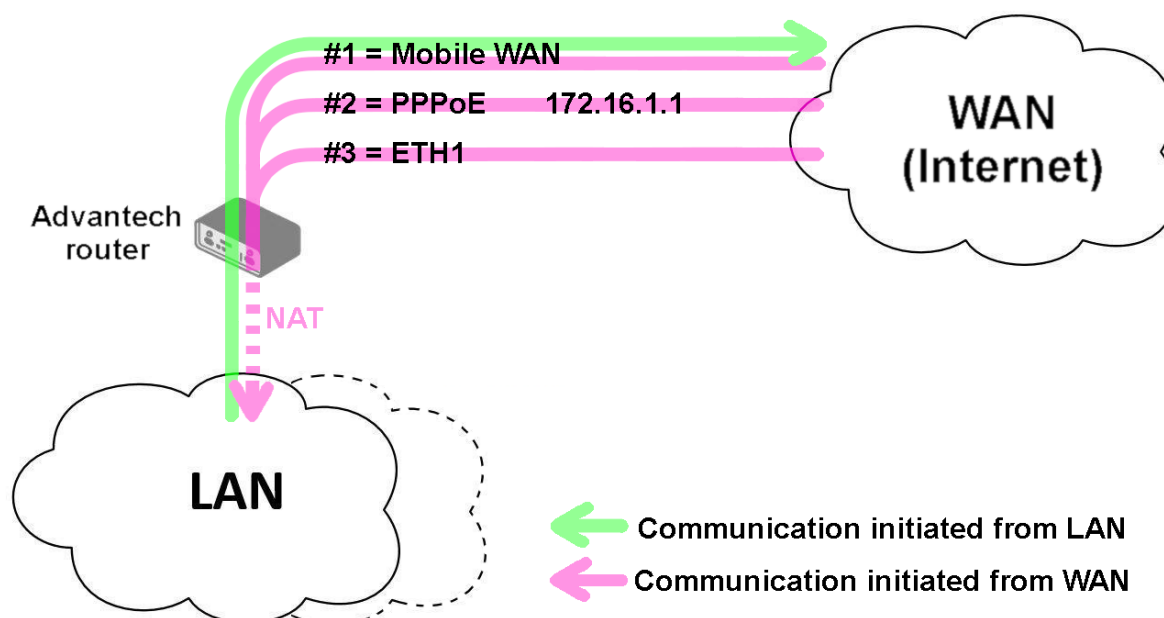 #1 = Mobile WAN
#2 = PPPoE 172.16.1.1
#3 = ETH1
WAN
(Internet)
Advantech
router
NAT
LAN
Communication initiated from LAN
Communication initiated from WAN